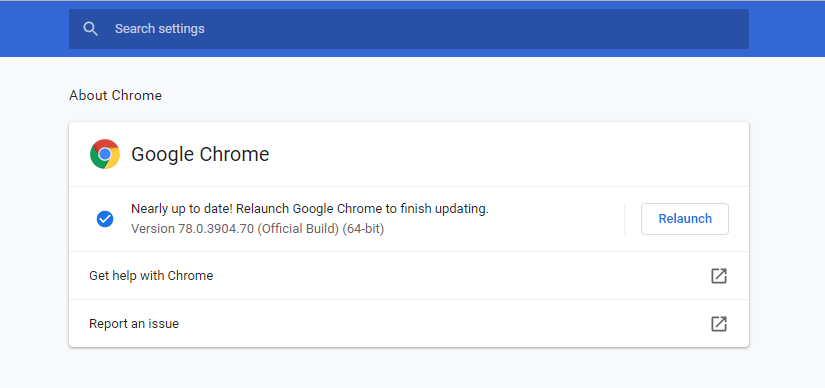 Search settings
About Chrome
Google Chrome
Nearly up to date! Relaunch Google Chrome to finish updating.
Version 78.0.3904.70 (Official Build) (64-bit)
Relaunch
Get help with Chrome
Report an issue